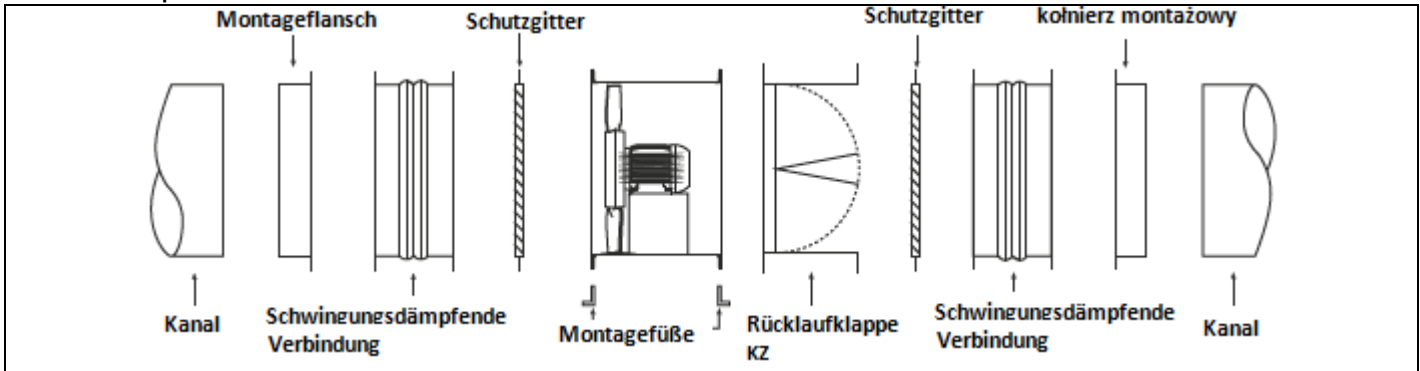 Montageflansch
Schutzgitter
Schutzgitter
kołnierz montażowy
Kanal
Schwingungsdämpfende
Verbindung
Montagefüße
Rücklaufklappe
KZ
Schwingungsdämpfende
Verbindung
Kanal